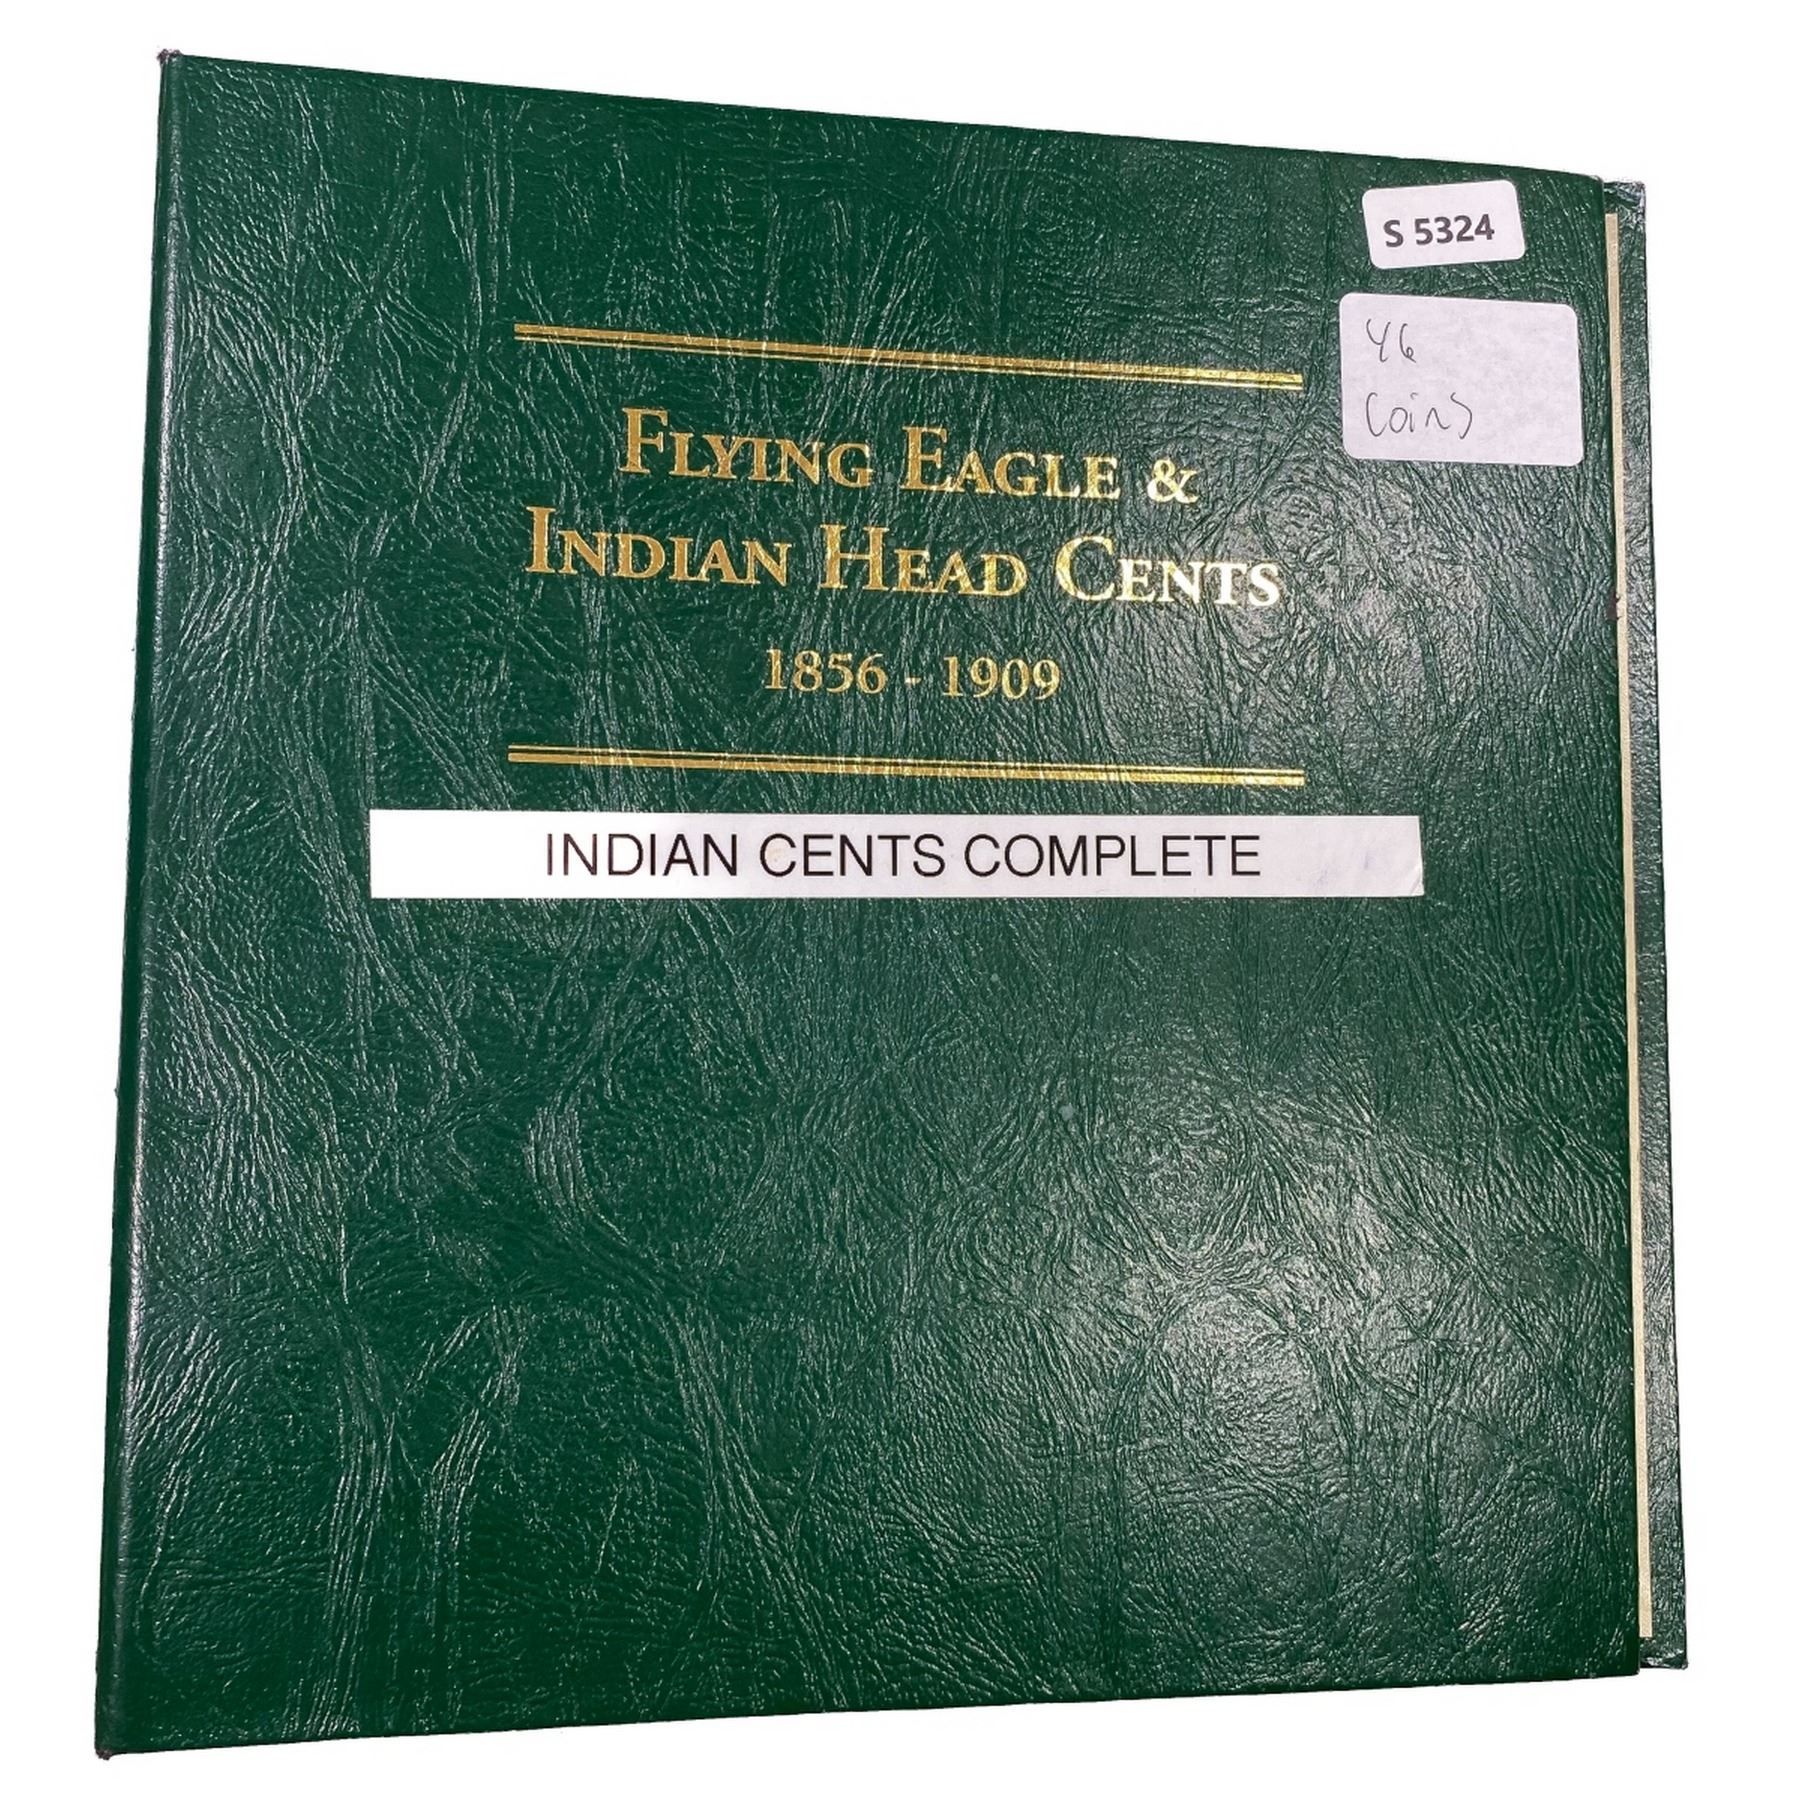 S 5324
46
Coins
FLYING EAGLE &
INDIAN HEAD CENTS
1856 - 1909
INDIAN CENTS COMPLETE